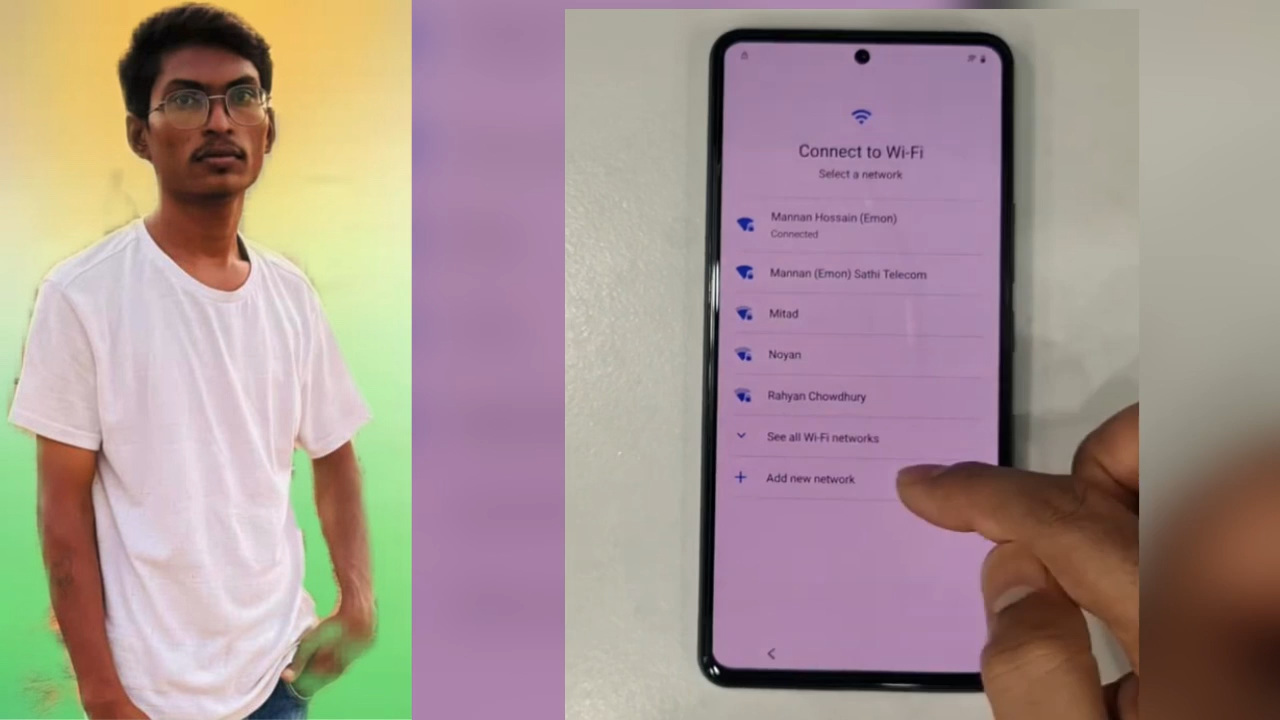 Connect to Wi-Fi
Select a network
Mannan Hossain (Emon)
Connected
Mannan (Emon) Sathi Telecom
Mitad
Noyan
Rahyan Chowdhury
See all Wi-Fi networks
Add new network